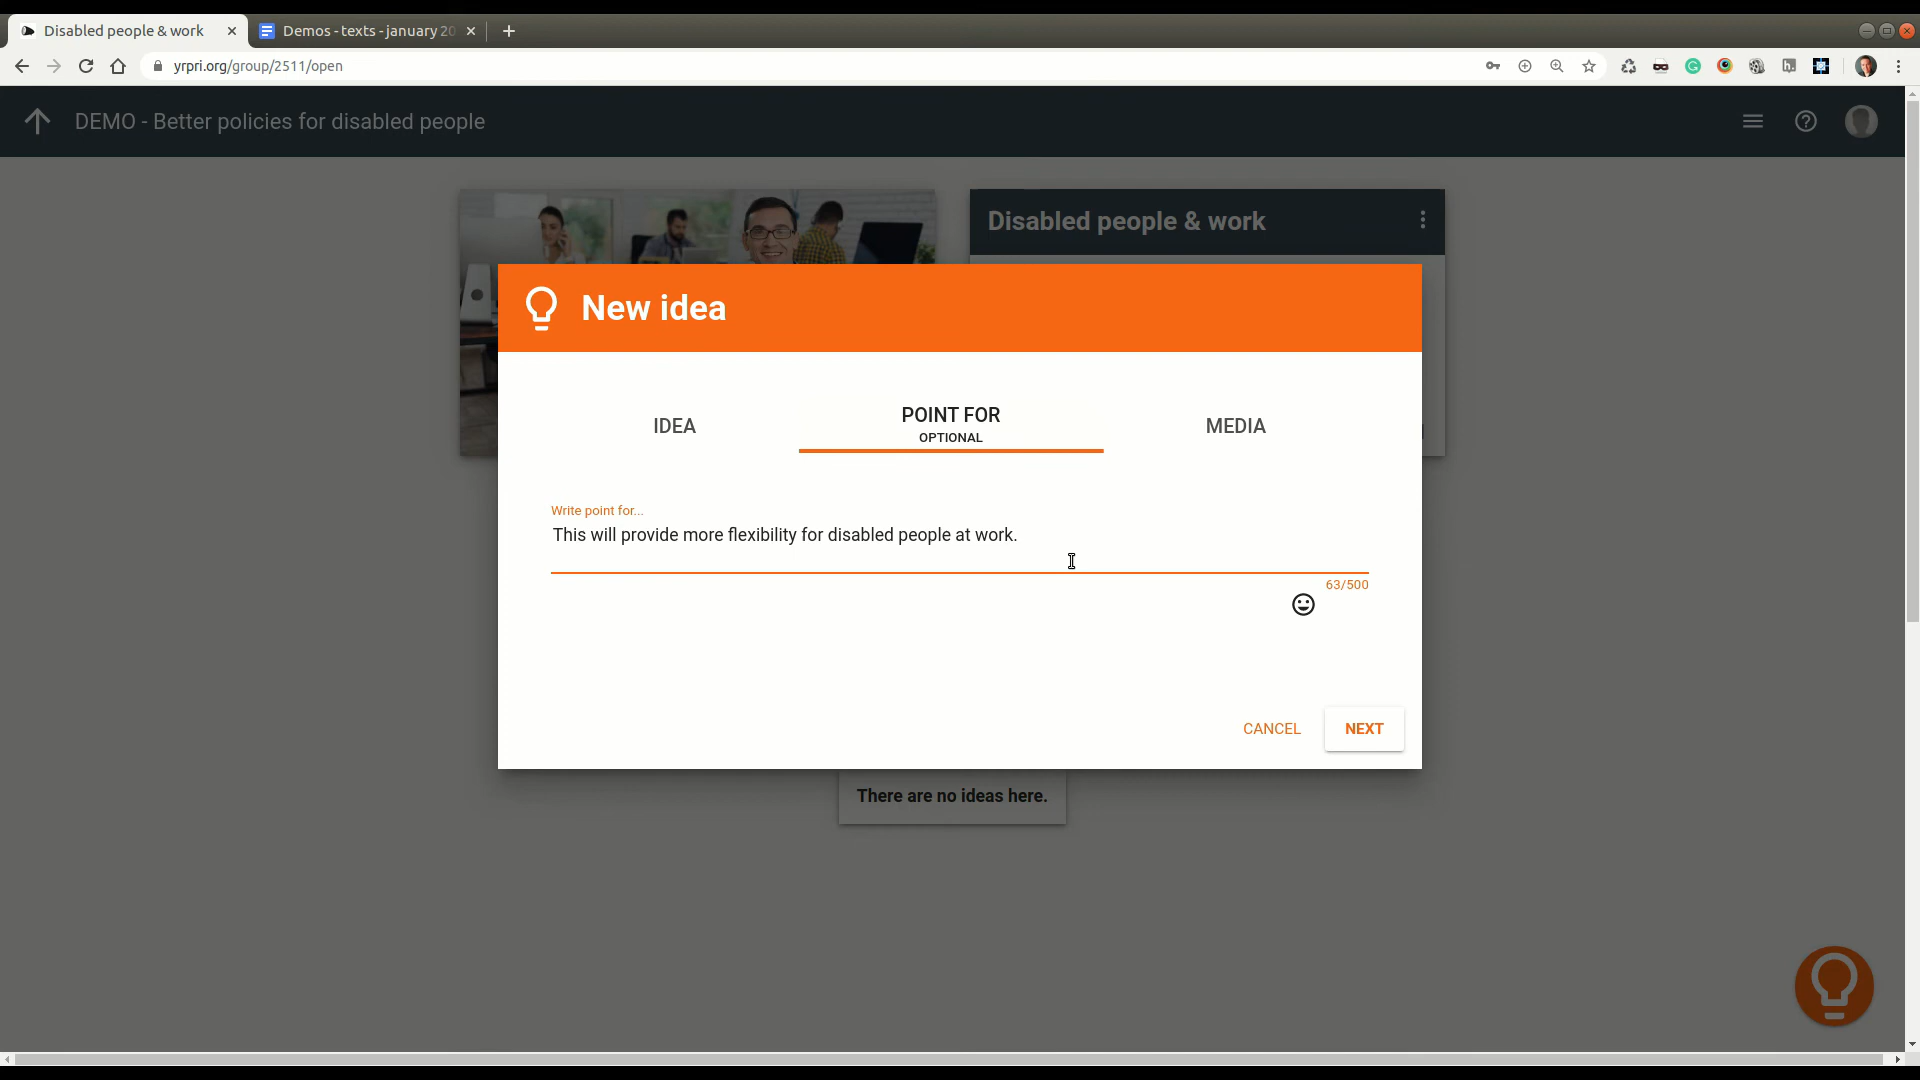 Disabled people & work
Demos - texts - january 20
yrpri.org/group/2511/open
DEMO - Better policies for disabled people
Disabled people & work
New idea
IDEA
POINT FOR
OPTIONAL
MEDIA
Write point for...
This will provide more flexibility for disabled people at work.
63/500
CANCEL
NEXT
There are no ideas here.